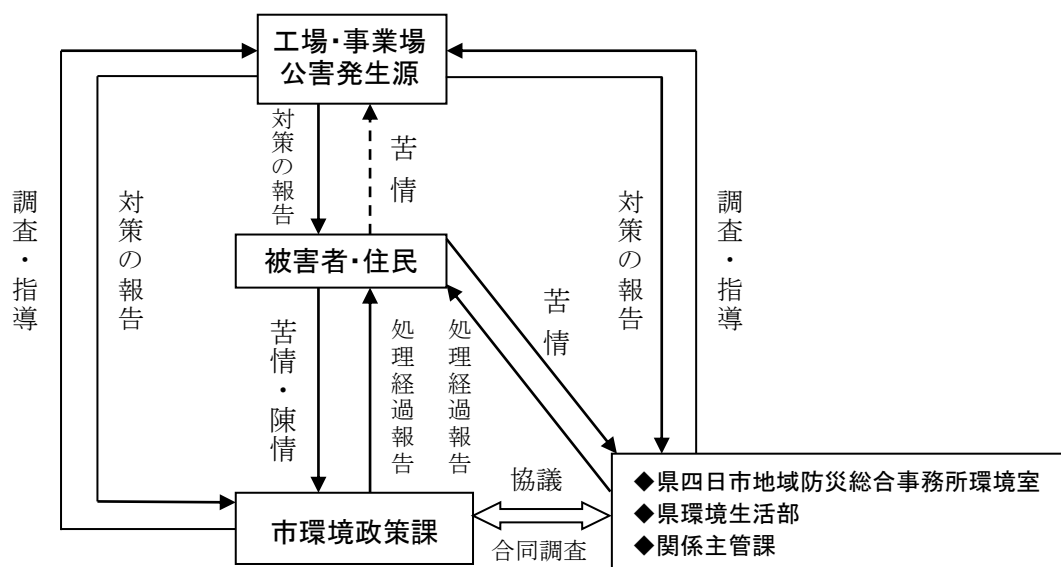 工場・事業場
公害発生源
対策の報告
苦情
調査・指導
対策の報告
対策の報告
調査・指導
被害者・住民
苦情
苦情・陳情
処理経過報告
処理経過報告
市環境政策課
協議
合同調査
◆県四日市地域防災総合事務所環境室
◆県環境生活部
◆関係主管課